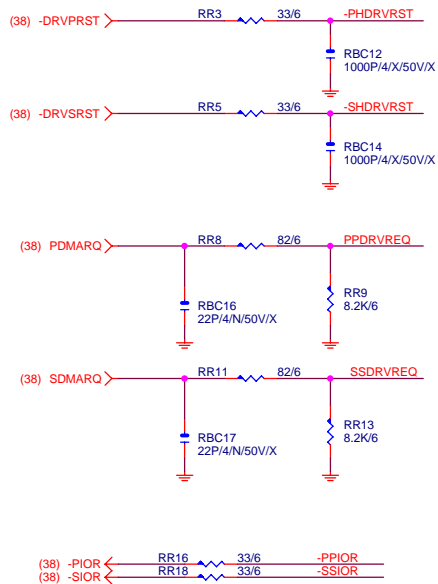 (38) -DRVPRST RR3 33/6 -PHDRVRST
RBC12
1000P/4/X/50V/X
(38) -DRVSRST RR5 33/6 -SHDRVRST
RBC14
1000P/4/X/50V/X
(38) PDMARQ RR8 82/6 PPDRVREQ
RBC16
22P/4/N/50V/X
RR9
8.2K/6
(38) SDMARQ RR11 82/6 SSDRVREQ
RBC17
22P/4/N/50V/X
RR13
8.2K/6
(38) -PIOR RR16 33/6 -PPIOR
(38) -SIOR RR18 33/6 -SSIOR